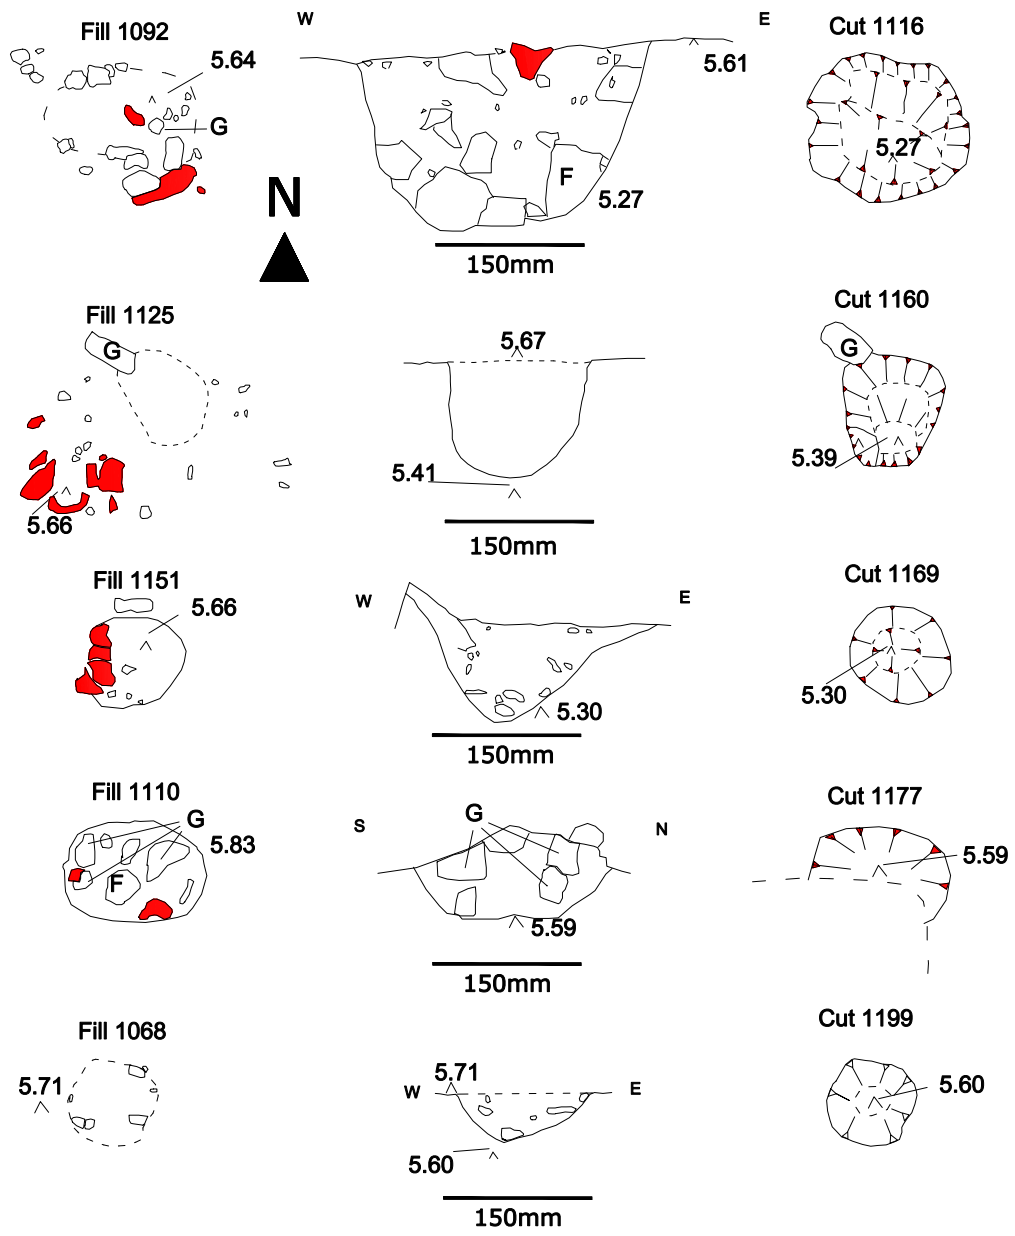 Fill 1092
W
E
Cut 1116
5.64
5.61
G
5.27
F
5.27
N
150mm
Fill 1125
G
5.67
Cut 1160
G
5.41
5.39
5.66
150mm
Fill 1151
5.66
W
E
Cut 1169
5.30
5.30
150mm
Fill 1110
G
5.83
F
S
G
N
Cut 1177
5.59
5.59
150mm
Fill 1068
5.71
W
5.71
E
Cut 1199
5.60
5.60
150mm